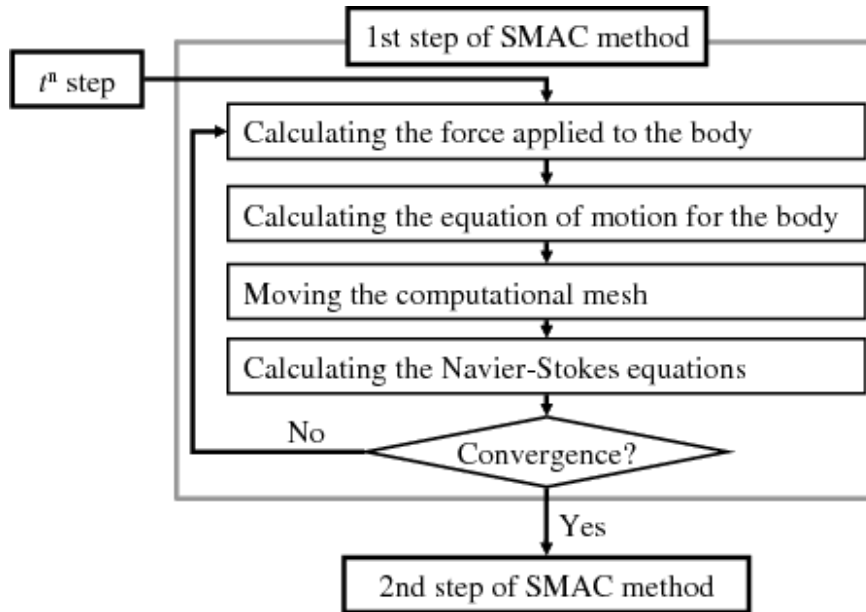 1st step of SMAC method
tⁿ step
Calculating the force applied to the body
Calculating the equation of motion for the body
Moving the computational mesh
Calculating the Navier-Stokes equations
No
Convergence?
Yes
2nd step of SMAC method